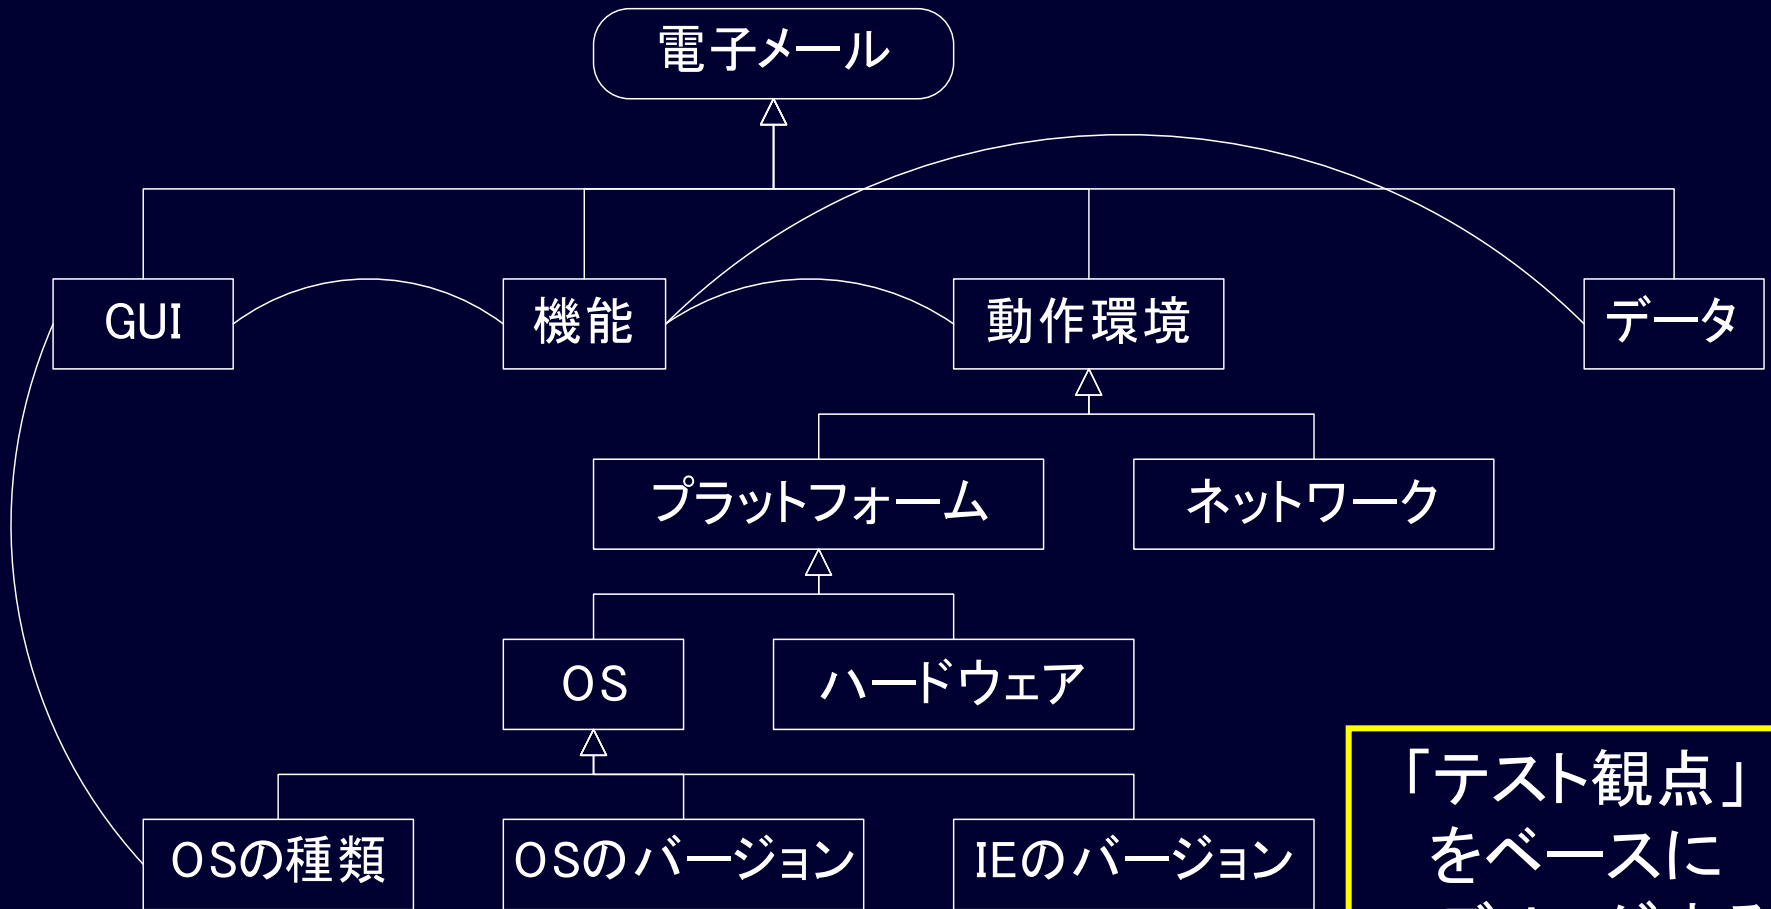 電子メール
GUI
機能
動作環境
データ
プラットフォーム
ネットワーク
OS
ハードウェア
OSの種類
OSのバージョン
IEのバージョン
「テスト観点」
をベースに